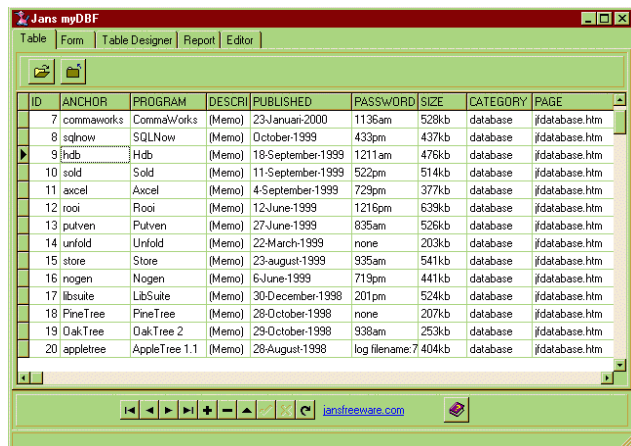 Jans myDBF
Table Form Table Designer Report Editor
ID ANCHOR PROGRAM DESCRI PUBLISHED PASSWORD SIZE CATEGORY PAGE
7 commaworks CommaWorks (Memo) 23-Januari-2000 1136am 528kb database jfdatabase.htm
8 sqlnow SQLNow (Memo) October-1999 433pm 437kb database jfdatabase.htm
9 hdb Hdb (Memo) 18-September-1999 1211am 476kb database jfdatabase.htm
10 sold Sold (Memo) 11-September-1999 522pm 514kb database jfdatabase.htm
11 axcel Axcel (Memo) 4-September-1999 729pm 377kb database jfdatabase.htm
12 rooi Rooi (Memo) 12-June-1999 1216pm 639kb database jfdatabase.htm
13 putven Putven (Memo) 27-June-1999 835am 526kb database jfdatabase.htm
14 unfold Unfold (Memo) 22-March-1999 none 203kb database jfdatabase.htm
15 store Store (Memo) 23-august-1999 935am 541kb database jfdatabase.htm
16 nogen Nogen (Memo) 6-June-1999 719pm 441kb database jfdatabase.htm
17 libsuite LibSuite (Memo) 30-December-1998 201pm 524kb database jfdatabase.htm
18 PineTree PineTree (Memo) 28-October-1998 none 207kb database jfdatabase.htm
19 OakTree OakTree 2 (Memo) 29-October-1998 938am 253kb database jfdatabase.htm
20 appletree AppleTree 1.1 (Memo) 28-August-1998 log filename:7 404kb database jfdatabase.htm
jansfreeware.com